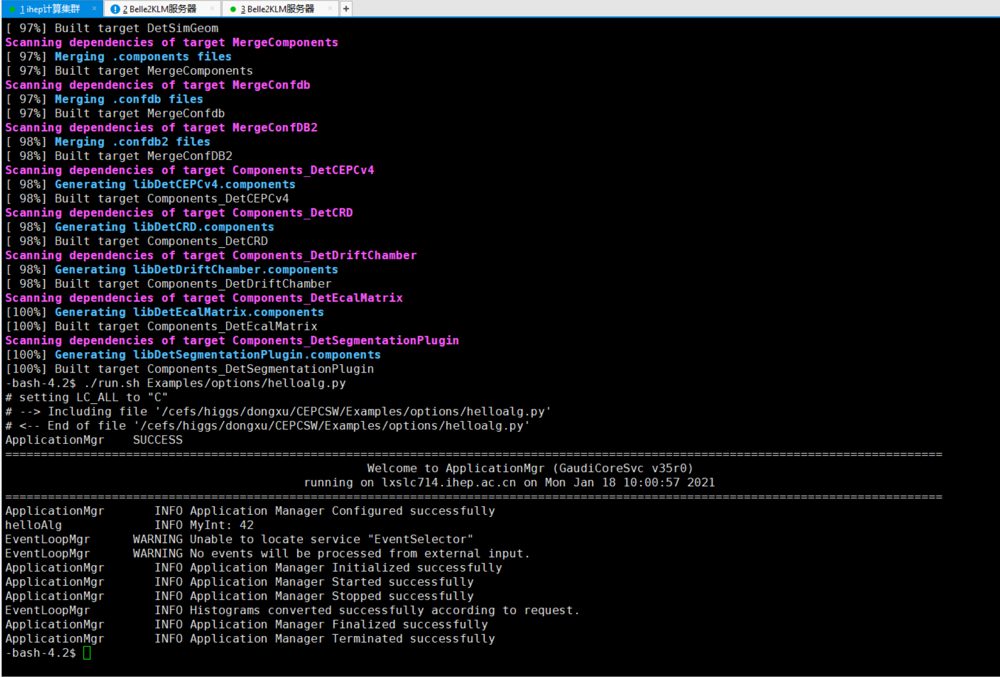 1 ihep计算集群 × 2 Belle2KLM服务器 × 3 Belle2KLM服务器 × +
[ 97%] Built target DetSimGeom
Scanning dependencies of target MergeComponents
[ 97%] Merging .components files
[ 97%] Built target MergeComponents
Scanning dependencies of target MergeConfdb
[ 97%] Merging .confdb files
[ 97%] Built target MergeConfdb
Scanning dependencies of target MergeConfDB2
[ 98%] Merging .confdb2 files
[ 98%] Built target MergeConfDB2
Scanning dependencies of target Components_DetCEPCv4
[ 98%] Generating libDetCEPCv4.components
[ 98%] Built target Components_DetCEPCv4
Scanning dependencies of target Components_DetCRD
[ 98%] Generating libDetCRD.components
[ 98%] Built target Components_DetCRD
Scanning dependencies of target Components_DetDriftChamber
[ 98%] Generating libDetDriftChamber.components
[ 98%] Built target Components_DetDriftChamber
Scanning dependencies of target Components_DetEcalMatrix
[100%] Generating libDetEcalMatrix.components
[100%] Built target Components_DetEcalMatrix
Scanning dependencies of target Components_DetSegmentationPlugin
[100%] Generating libDetSegmentationPlugin.components
[100%] Built target Components_DetSegmentationPlugin
-bash-4.2$ ./run.sh Examples/options/helloalg.py
# setting LC_ALL to "C"
# --> Including file '/cefs/higgs/dongxu/CEPCSW/Examples/options/helloalg.py'
# <-- End of file '/cefs/higgs/dongxu/CEPCSW/Examples/options/helloalg.py'
ApplicationMgr    SUCCESS
====================================================================================================================================
Welcome to ApplicationMgr (GaudiCoreSvc v35r0)
running on lxslc714.ihep.ac.cn on Mon Jan 18 10:00:57 2021
====================================================================================================================================
ApplicationMgr       INFO Application Manager Configured successfully
helloAlg             INFO MyInt: 42
EventLoopMgr      WARNING Unable to locate service "EventSelector"
EventLoopMgr      WARNING No events will be processed from external input.
ApplicationMgr       INFO Application Manager Initialized successfully
ApplicationMgr       INFO Application Manager Started successfully
ApplicationMgr       INFO Application Manager Stopped successfully
EventLoopMgr         INFO Histograms converted successfully according to request.
ApplicationMgr       INFO Application Manager Finalized successfully
ApplicationMgr       INFO Application Manager Terminated successfully
-bash-4.2$